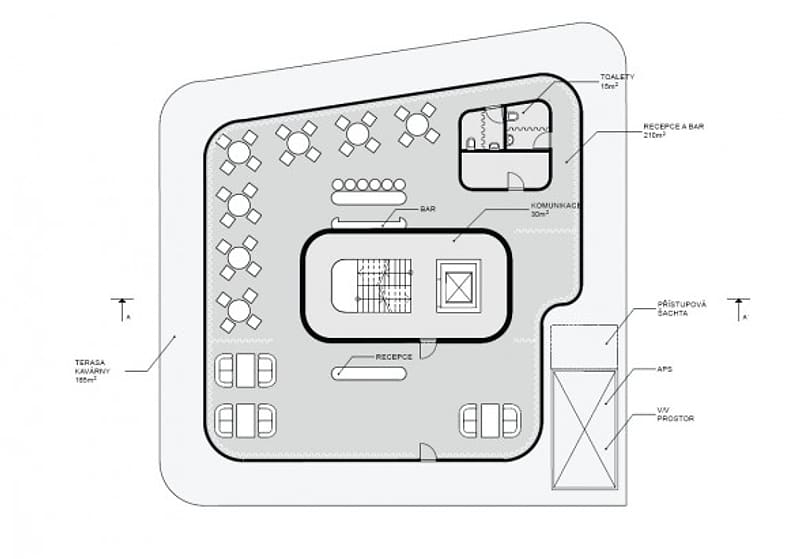 TOALETY
15m²
RECEPCE A BAR
210m²
BAR
KOMUNIKACE
30m²
A
A'
PŘÍSTUPOVÁ
ŠACHTA
RECEPCE
TERASA
KAVÁRNY
165m²
APS
V/V
PROSTOR